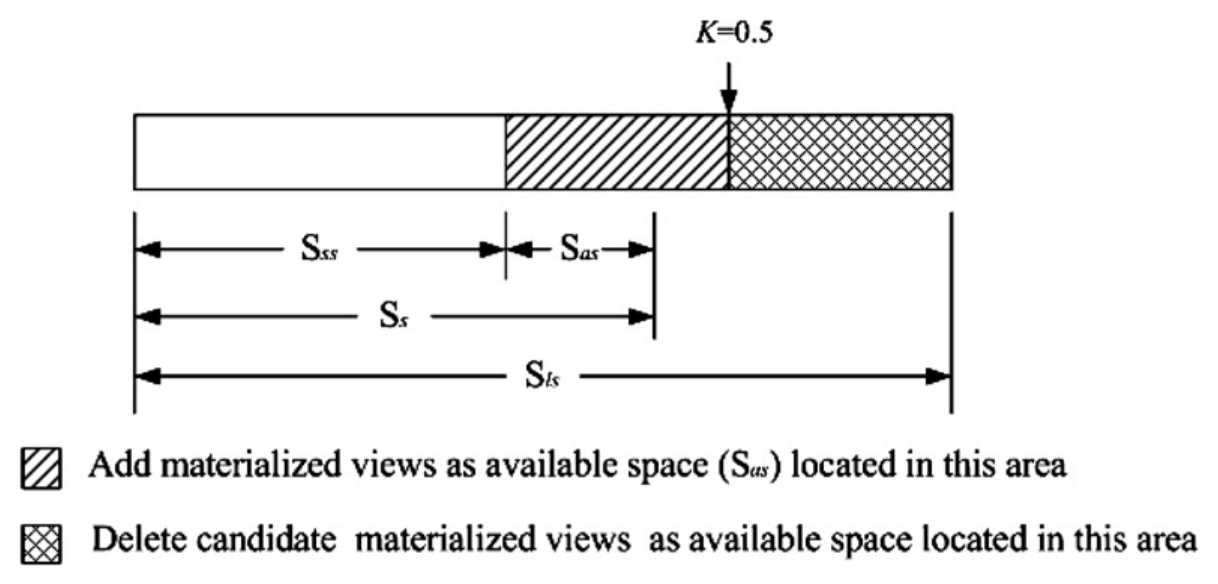 K=0.5
Sss
Sas
Ss
Sls
Add materialized views as available space (Sas) located in this area
Delete candidate materialized views as available space located in this area